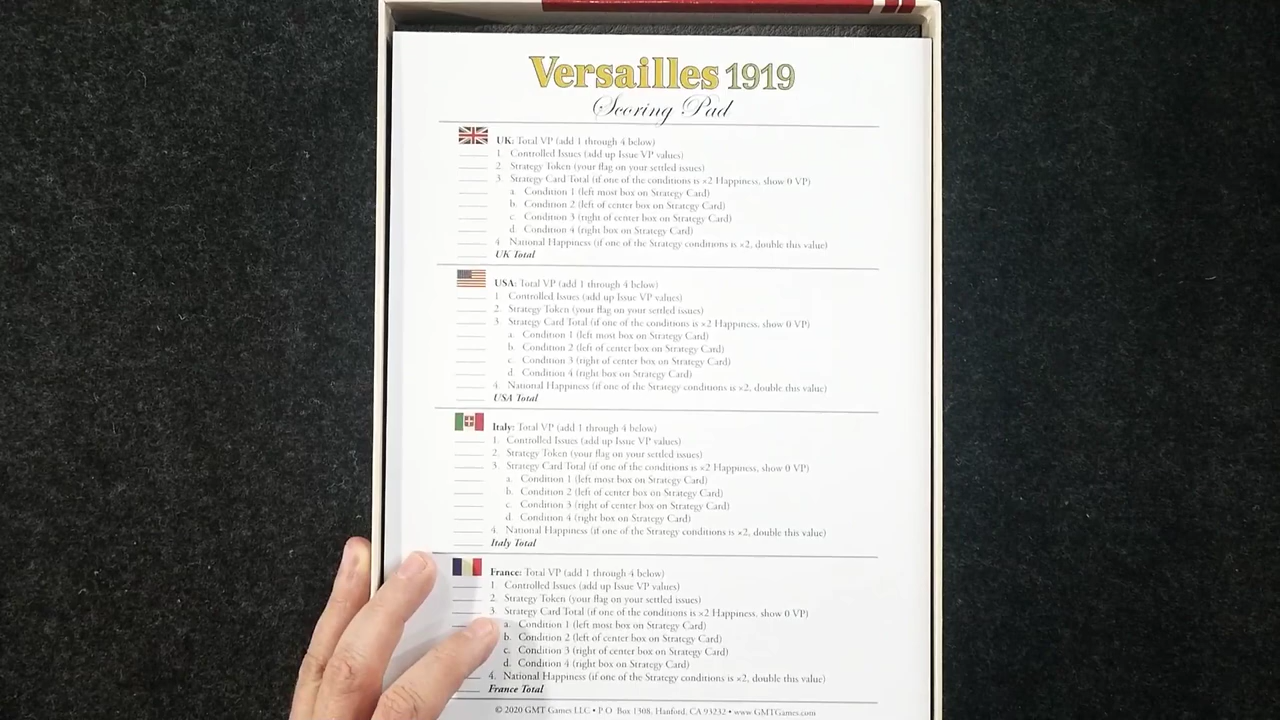 Versailles 1919
Scoring Pad
UK: Total VP (add 1 through 4 below)
1. Controlled Issues (add up Issue VP values)
2. Strategy Token (your flag on your settled issues)
3. Strategy Card Total (if one of the conditions is ×2 Happiness, show 0 VP)
a. Condition 1 (left most box on Strategy Card)
b. Condition 2 (left of center box on Strategy Card)
c. Condition 3 (right of center box on Strategy Card)
d. Condition 4 (right box on Strategy Card)
4. National Happiness (if one of the Strategy conditions is ×2, double this value)
UK Total
USA: Total VP (add 1 through 4 below)
1. Controlled Issues (add up Issue VP values)
2. Strategy Token (your flag on your settled issues)
3. Strategy Card Total (if one of the conditions is ×2 Happiness, show 0 VP)
a. Condition 1 (left most box on Strategy Card)
b. Condition 2 (left of center box on Strategy Card)
c. Condition 3 (right of center box on Strategy Card)
d. Condition 4 (right box on Strategy Card)
4. National Happiness (if one of the Strategy conditions is ×2, double this value)
USA Total
Italy: Total VP (add 1 through 4 below)
1. Controlled Issues (add up Issue VP values)
2. Strategy Token (your flag on your settled issues)
3. Strategy Card Total (if one of the conditions is ×2 Happiness, show 0 VP)
a. Condition 1 (left most box on Strategy Card)
b. Condition 2 (left of center box on Strategy Card)
c. Condition 3 (right of center box on Strategy Card)
d. Condition 4 (right box on Strategy Card)
4. National Happiness (if one of the Strategy conditions is ×2, double this value)
Italy Total
France: Total VP (add 1 through 4 below)
1. Controlled Issues (add up Issue VP values)
2. Strategy Token (your flag on your settled issues)
3. Strategy Card Total (if one of the conditions is ×2 Happiness, show 0 VP)
a. Condition 1 (left most box on Strategy Card)
b. Condition 2 (left of center box on Strategy Card)
c. Condition 3 (right of center box on Strategy Card)
d. Condition 4 (right box on Strategy Card)
4. National Happiness (if one of the Strategy conditions is ×2, double this value)
France Total
© 2020 GMT Games LLC • P.O. Box 1308, Hanford, CA 93232 • www.GMTGames.com